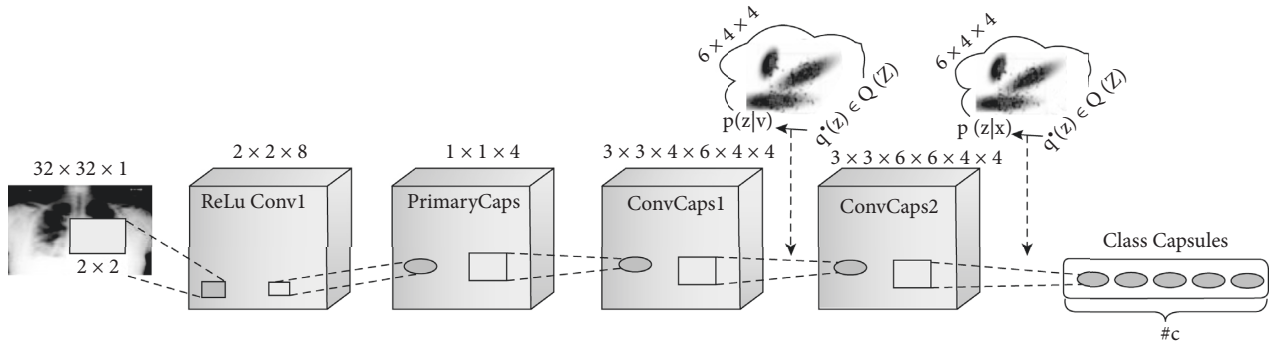 6 × 4 × 4
p(z|v)
q•(z) ∈ Q (Z)
6 × 4 × 4
p (z|x)
q•(z) ∈ Q (Z)
32 × 32 × 1
2 × 2 × 8
1 × 1 × 4
3 × 3 × 4 × 6 × 4 × 4
3 × 3 × 6 × 6 × 4 × 4
ReLu Conv1
PrimaryCaps
ConvCaps1
ConvCaps2
Class Capsules
2 × 2
#c